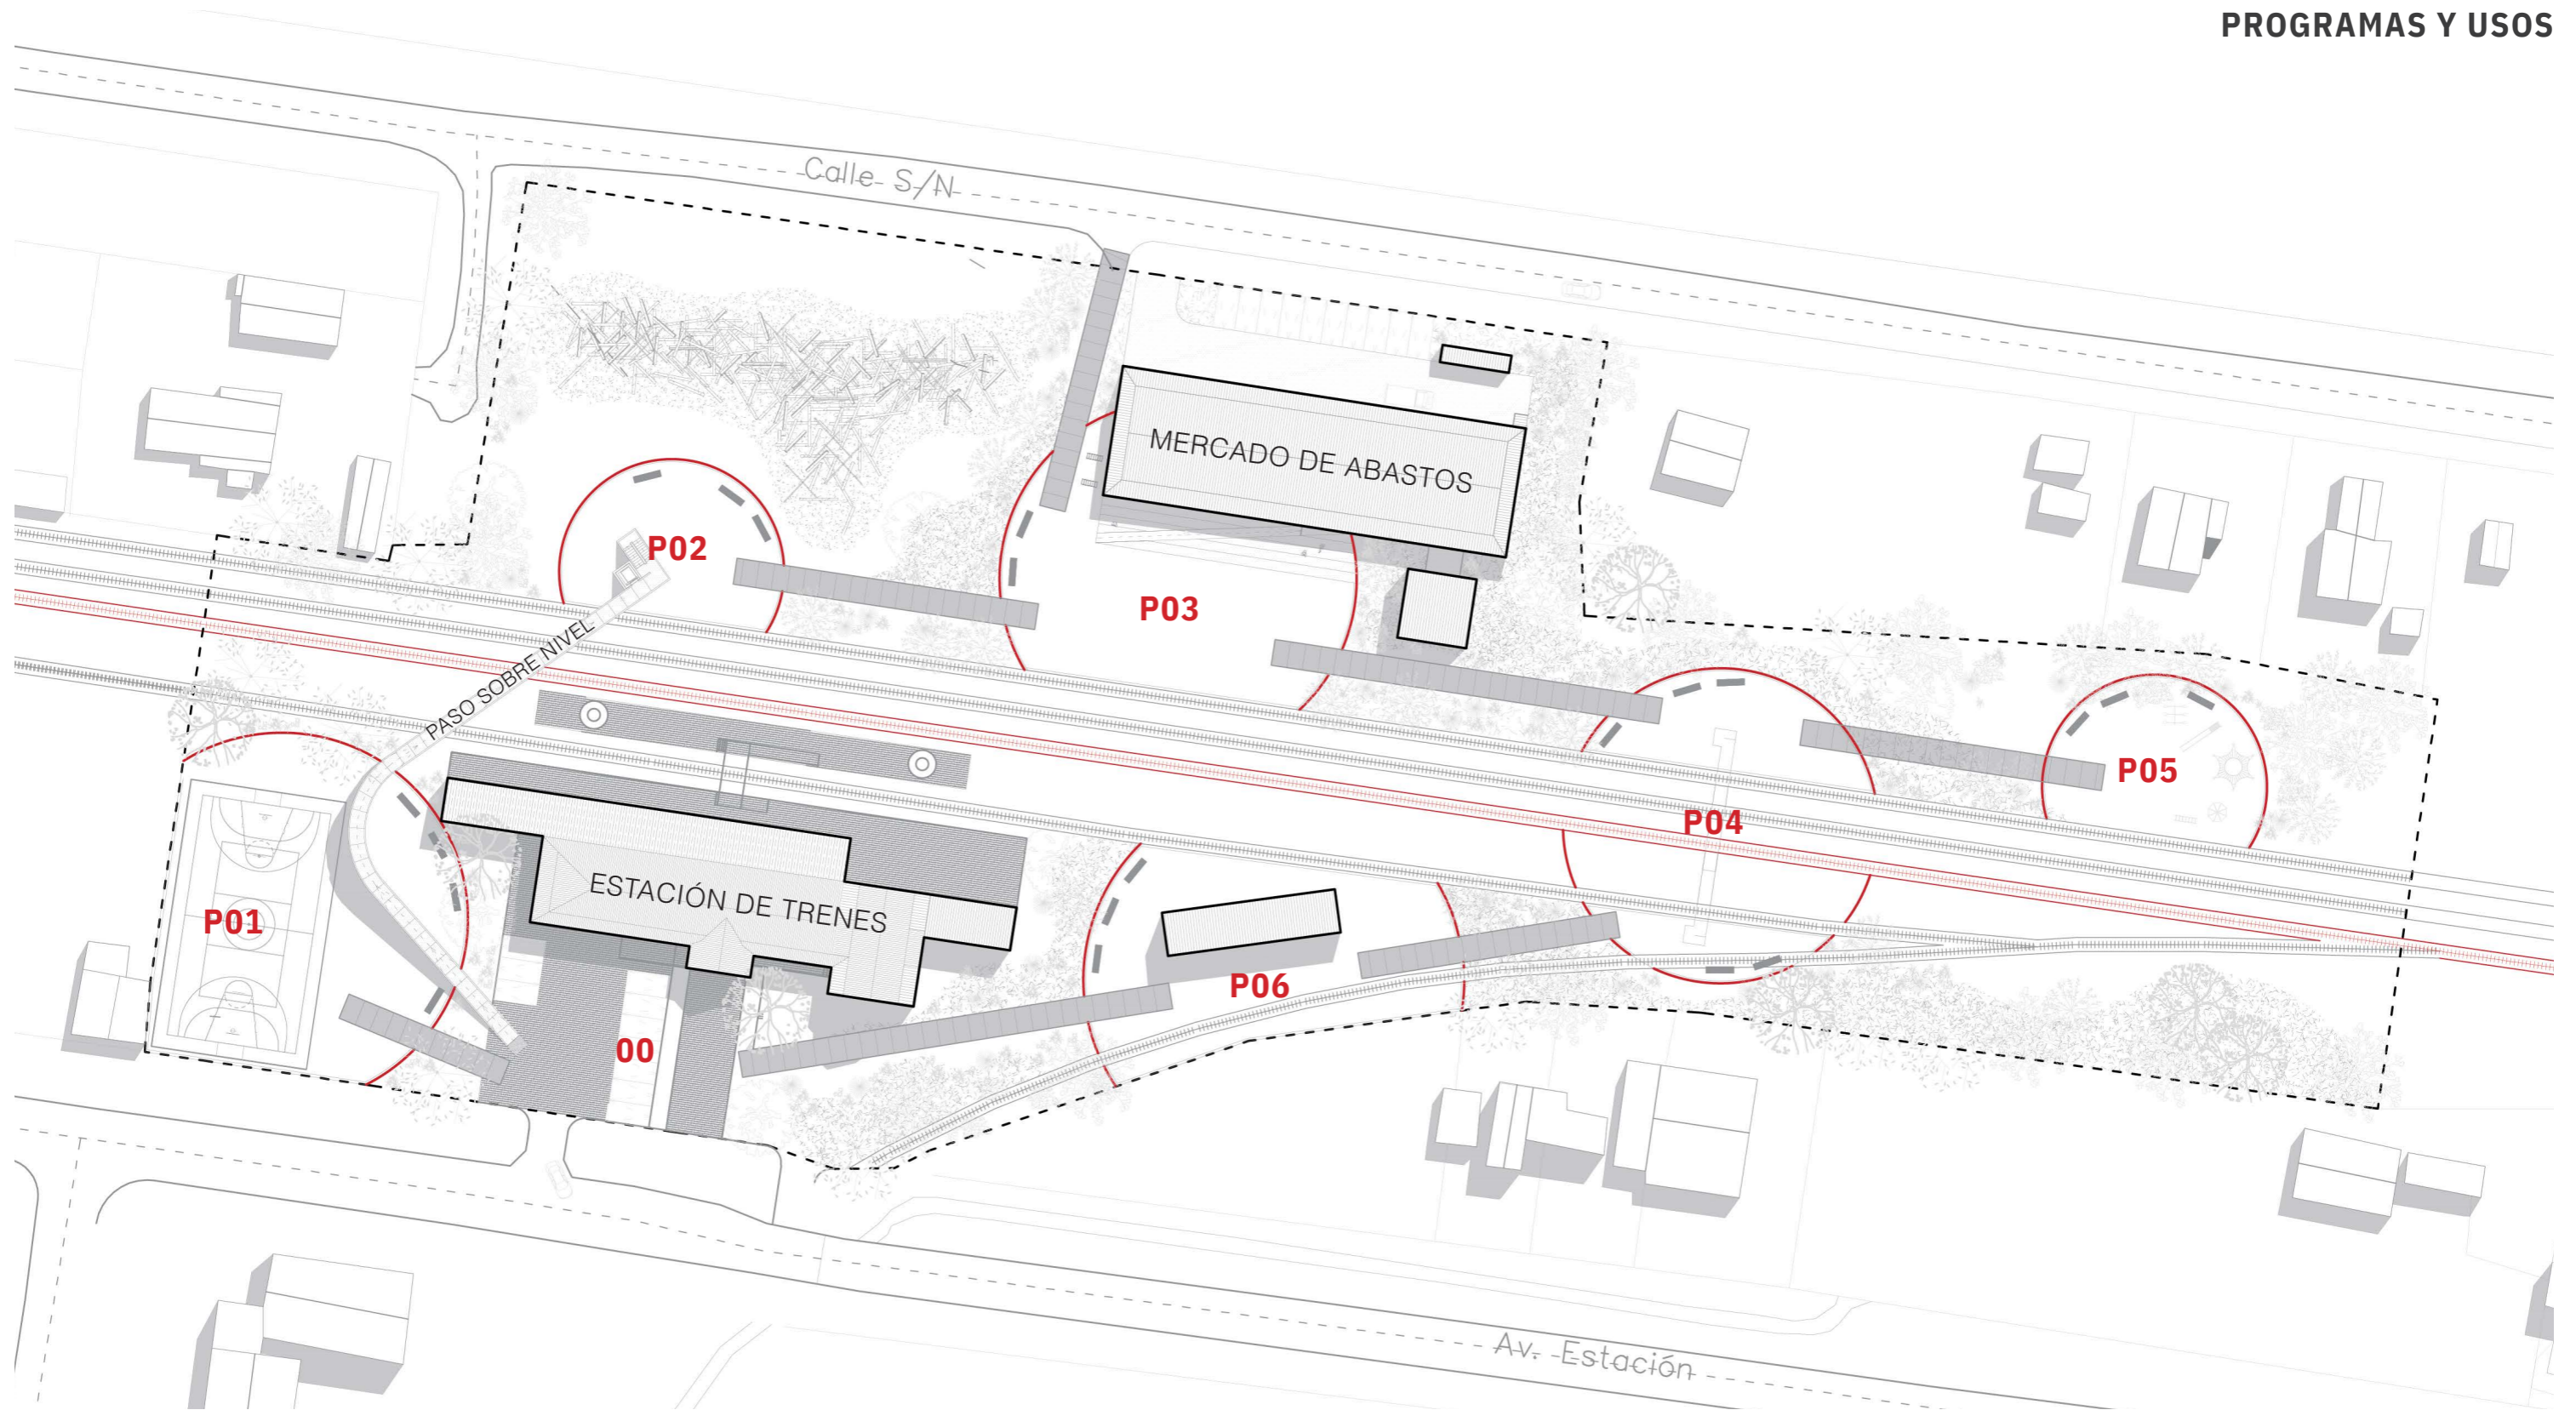 PROGRAMAS Y USOS
Calle S/N
MERCADO DE ABASTOS
P02
P03
PASO SOBRE NIVEL
P05
P04
ESTACIÓN DE TRENES
P01
P06
00
Av. Estación